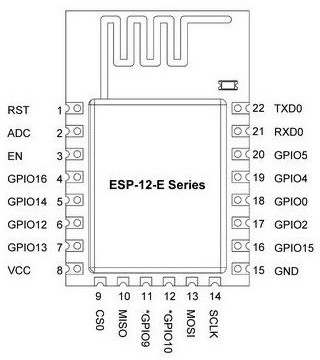 RST 1 22 TXD0
ADC 2 21 RXD0
EN 3 20 GPIO5
GPIO16 4 19 GPIO4
ESP-12-E Series
GPIO14 5 18 GPIO0
GPIO12 6 17 GPIO2
GPIO13 7 16 GPIO15
VCC 8 15 GND
9 10 11 12 13 14
CS0 MISO *GPIO9 *GPIO10 MOSI SCLK